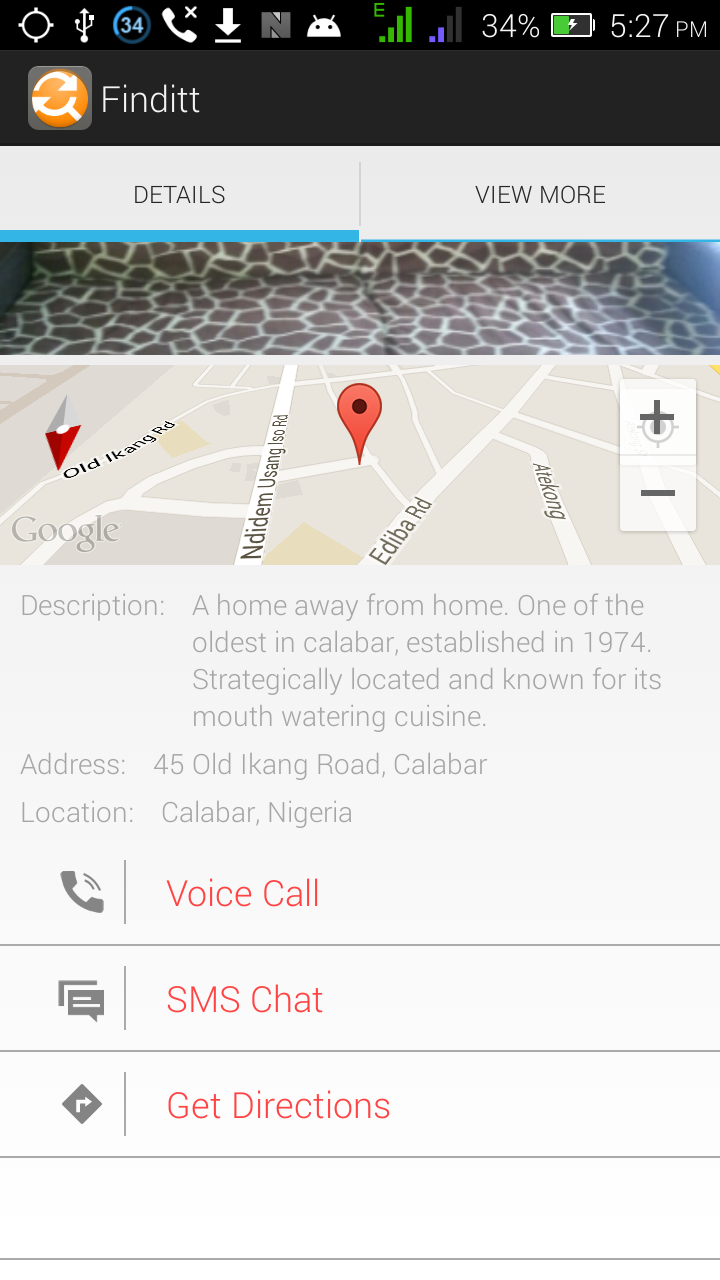 34
E
34%
5:27 PM
Finditt
DETAILS
VIEW MORE
Old Ikang Rd
Ndidem Usang Iso Rd
Ediba Rd
Atekong
Google
Description: A home away from home. One of the
oldest in calabar, established in 1974.
Strategically located and known for its
mouth watering cuisine.
Address: 45 Old Ikang Road, Calabar
Location: Calabar, Nigeria
Voice Call
SMS Chat
Get Directions